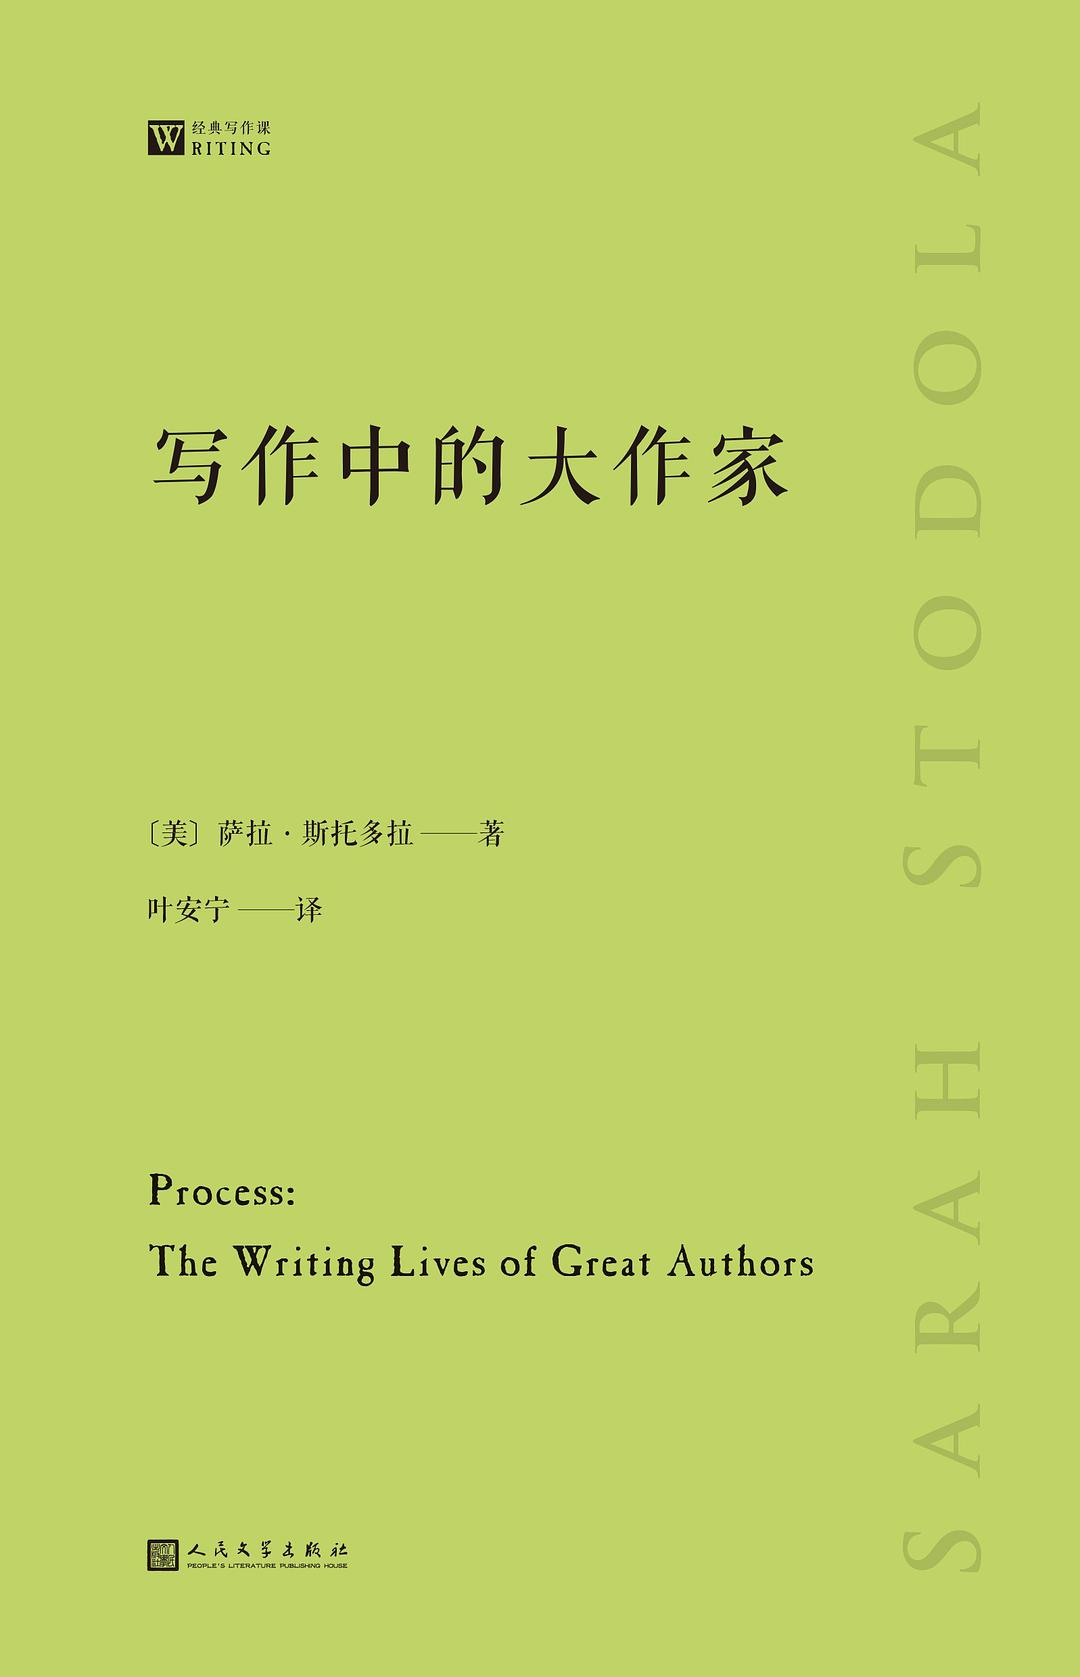 经典写作课
WRITING
写作中的大作家
〔美〕萨拉·斯托多拉——著
叶安宁——译
Process:
The Writing Lives of Great Authors
人民文学出版社
PEOPLE'S LITERATURE PUBLISHING HOUSE
SARAH STODOLA